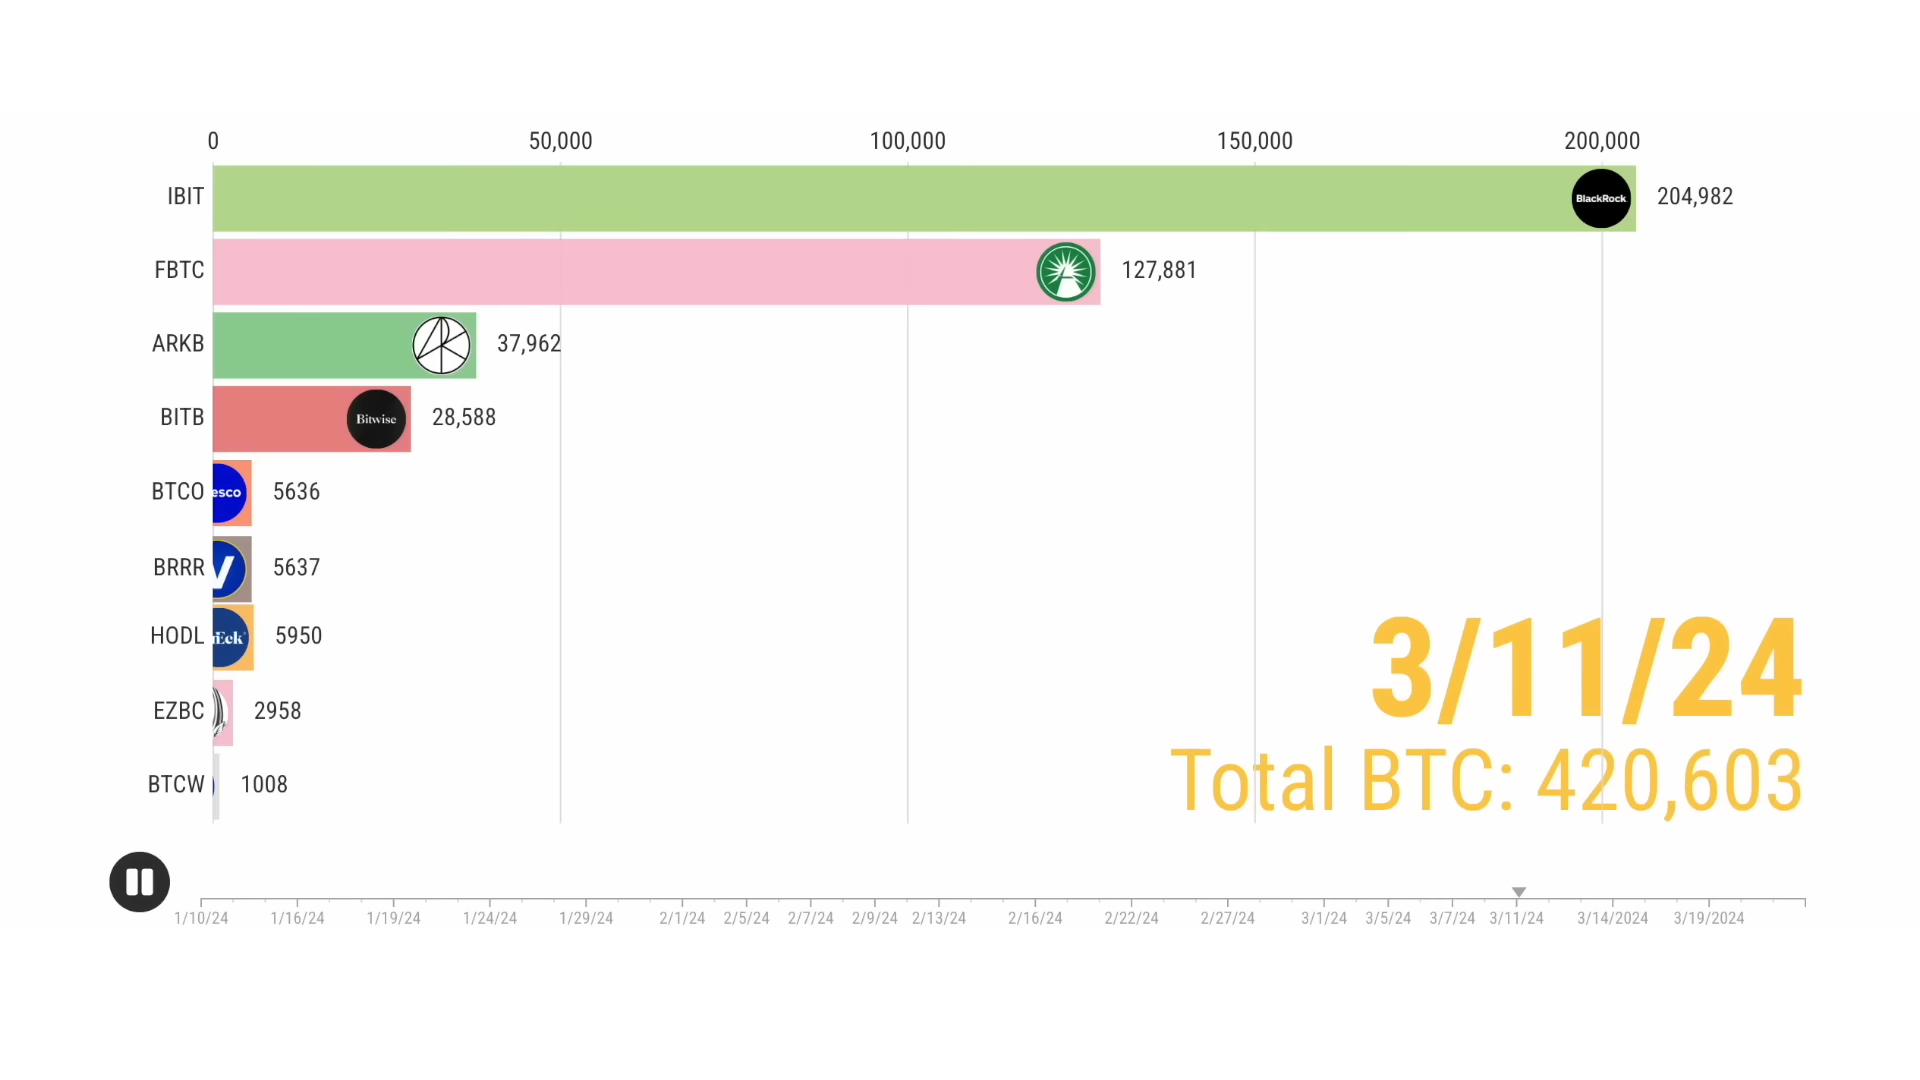 0 50,000 100,000 150,000 200,000
IBIT BlackRock 204,982
FBTC 127,881
ARKB 37,962
BITB Bitwise 28,588
BTCO esco 5636
BRRR V 5637
HODL Eck 5950
EZBC 2958
BTCW 1008
3/11/24
Total BTC: 420,603
1/10/24 1/16/24 1/19/24 1/24/24 1/29/24 2/1/24 2/5/24 2/7/24 2/9/24 2/13/24 2/16/24 2/22/24 2/27/24 3/1/24 3/5/24 3/7/24 3/11/24 3/14/2024 3/19/2024